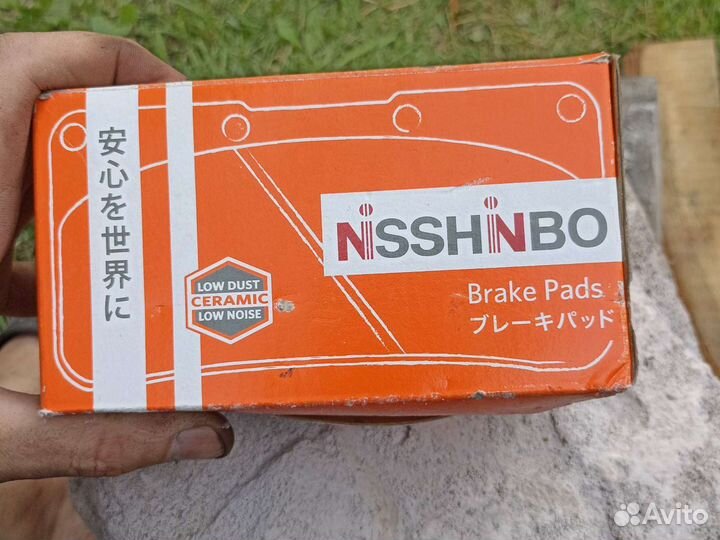 安心を世界に
LOW DUST
CERAMIC
LOW NOISE
NiSSHiNBO
Brake Pads
ブレーキパッド
Avito